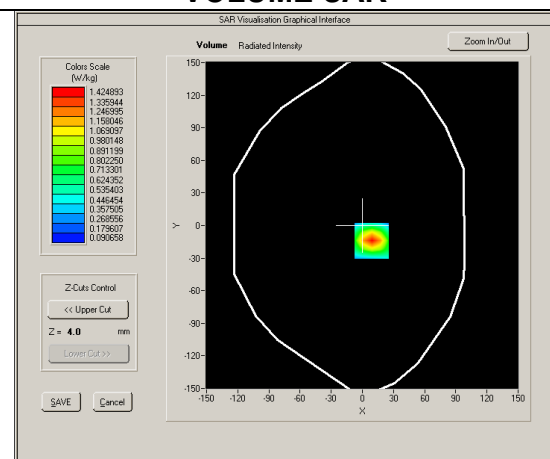 VOLUME SAR
SAR Visualisation Graphical Interface
Volume Radiated Intensity
Zoom In/Out
Colors Scale
(W/kg)
1.424893
1.335944
1.246995
1.158046
1.069097
0.980148
0.891199
0.802250
0.713301
0.624352
0.535403
0.446454
0.357505
0.268556
0.179607
0.090658
Z-Cuts Control
<< Upper Cut
Z = 4.0 mm
Lower Cut >>
SAVE
Cancel
Y
150-
120-
90-
60-
30-
0-
-30-
-60-
-90-
-120-
-150-
-150 -120 -90 -60 -30 0 30 60 90 120 150
X